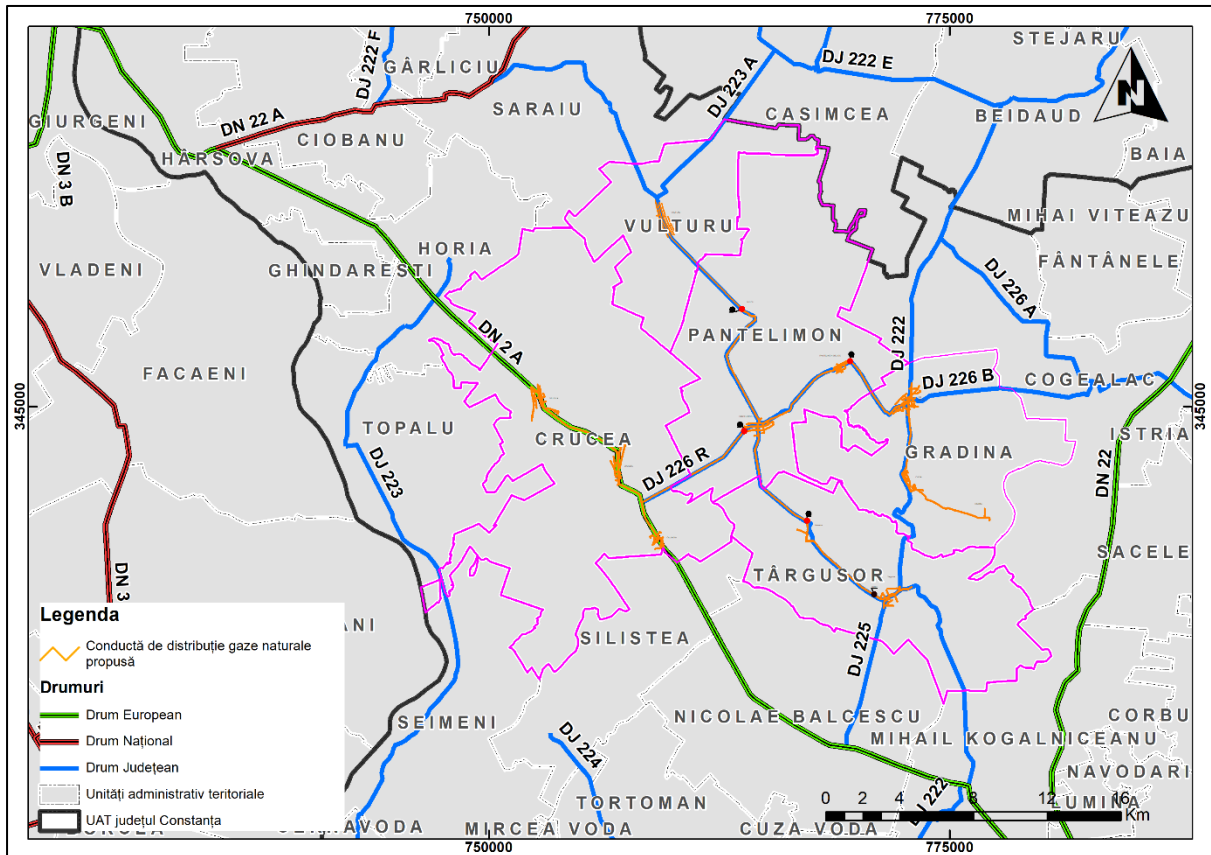 750000
775000
STEJARU
DJ 222 F
GÂRLICIU
DJ 222 E
DJ 223 A
SARAIU
CASIMCEA
N
GIURGENI
DN 22 A
CIOBANU
BEIDAUD
HÂRSOVA
BAIA
DN 3 B
MIHAI VITEAZU
VULTURU
HORIA
VLADENI
GHINDARESTI
FÂNTÂNELE
DJ 226 A
DN 2 A
PANTELIMON
DJ 222
FACAENI
DJ 226 B
COGEALAC
345000
345000
TOPALU
CRUCEA
ISTRIA
GRADINA
DJ 226 R
DJ 223
DN 22
SACELE
DN 3
TÂRGUSOR
Legenda
ANI
SILISTEA
Conductă de distribuție gaze naturale
propusă
DJ 225
Drumuri
Drum European
SEIMENI
NICOLAE BALCESCU
CORBU
Drum Național
MIHAIL KOGALNICEANU
DJ 224
Drum Județean
NAVODARI
Unități administrativ teritoriale
TORTOMAN
DJ 222
0 2 4 8 12 16
Km
LUMINA
UAT județul Constanța
MIRCEA VODA
CUZA VODA
750000
775000